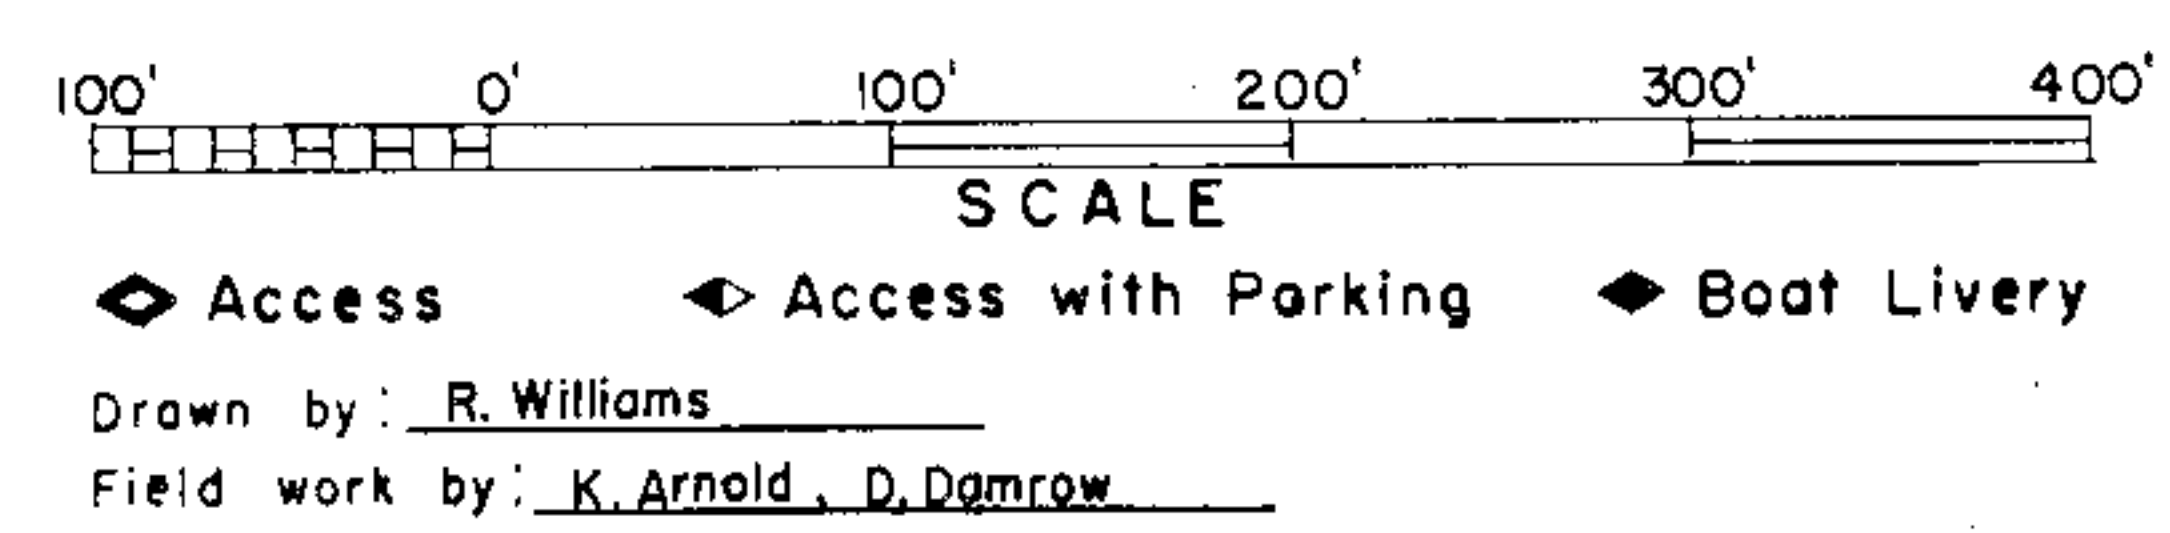 100' 0' 100' 200' 300' 400'
SCALE
Access Access with Parking Boat Livery
Drawn by: R. Williams
Field work by: K. Arnold, D. Damrow